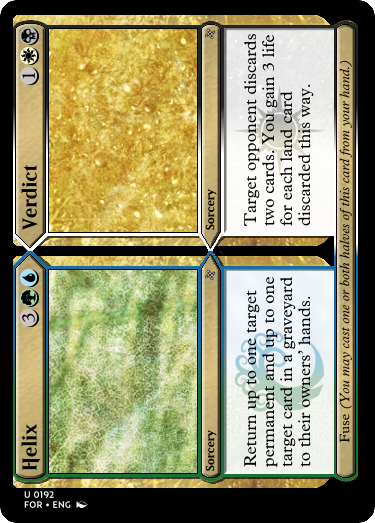 Helix
3
Sorcery
Return up to one target
permanent and up to one
target card in a graveyard
to their owners' hands.
Verdict
1
Sorcery
Target opponent discards
two cards. You gain 3 life
for each land card
discarded this way.
Fuse (You may cast one or both halves of this card from your hand.)
U 0192
FOR • ENG